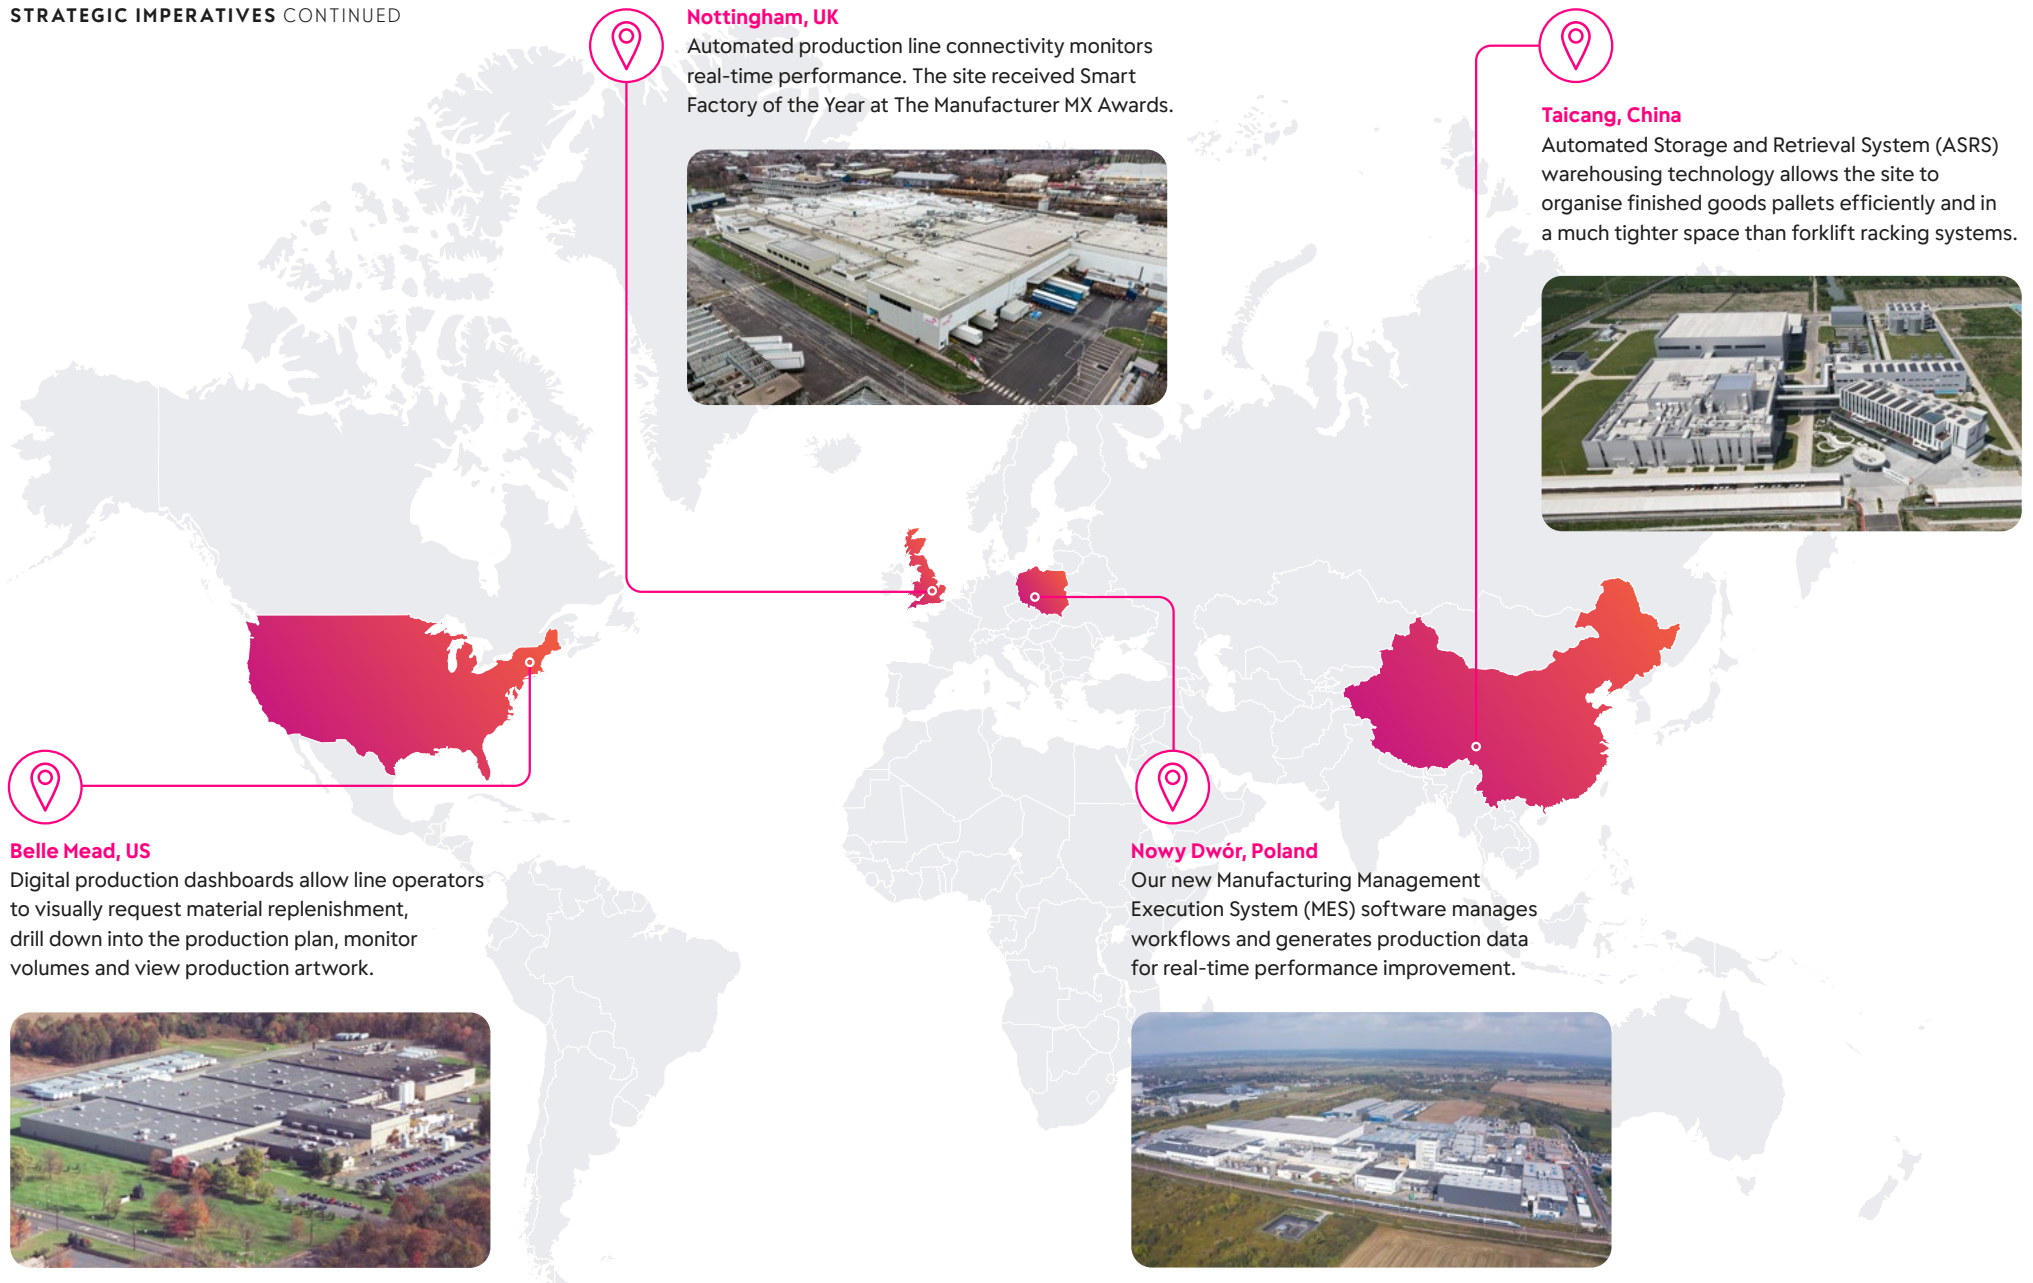 STRATEGIC IMPERATIVES CONTINUED
Nottingham, UK
Automated production line connectivity monitors
real-time performance. The site received Smart
Factory of the Year at The Manufacturer MX Awards.
Taicang, China
Automated Storage and Retrieval System (ASRS)
warehousing technology allows the site to
organise finished goods pallets efficiently and in
a much tighter space than forklift racking systems.
Belle Mead, US
Digital production dashboards allow line operators
to visually request material replenishment,
drill down into the production plan, monitor
volumes and view production artwork.
Nowy Dwór, Poland
Our new Manufacturing Management
Execution System (MES) software manages
workflows and generates production data
for real-time performance improvement.